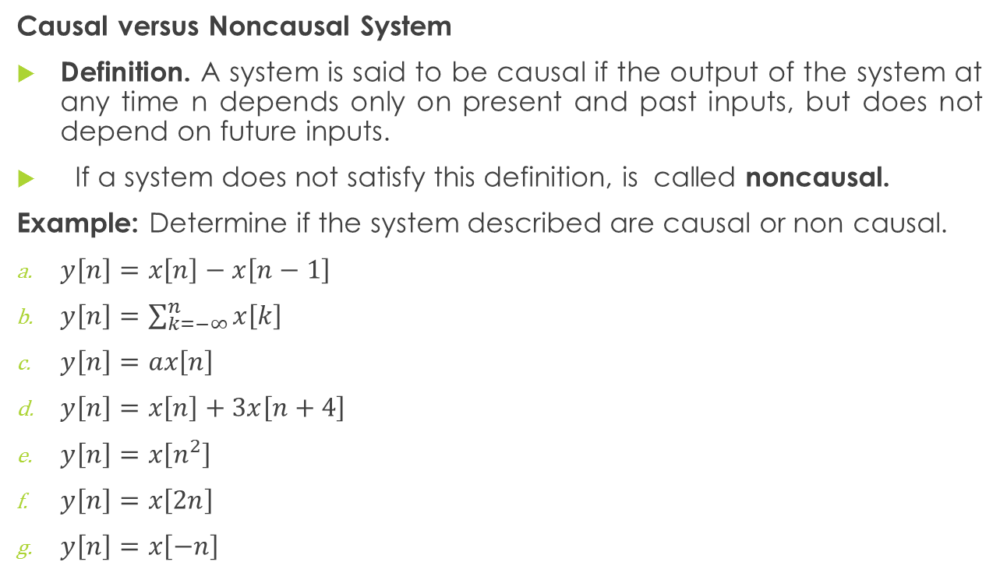 Causal versus Noncausal System
Definition. A system is said to be causal if the output of the system at
any time n depends only on present and past inputs, but does not
depend on future inputs.
If a system does not satisfy this definition, is called noncausal.
Example: Determine if the system described are causal or non causal.
a. y[n] = x[n] − x[n − 1]
b. y[n] = ∑ⁿₖ₌₋∞ x[k]
c. y[n] = ax[n]
d. y[n] = x[n] + 3x[n + 4]
e. y[n] = x[n²]
f. y[n] = x[2n]
g. y[n] = x[−n]